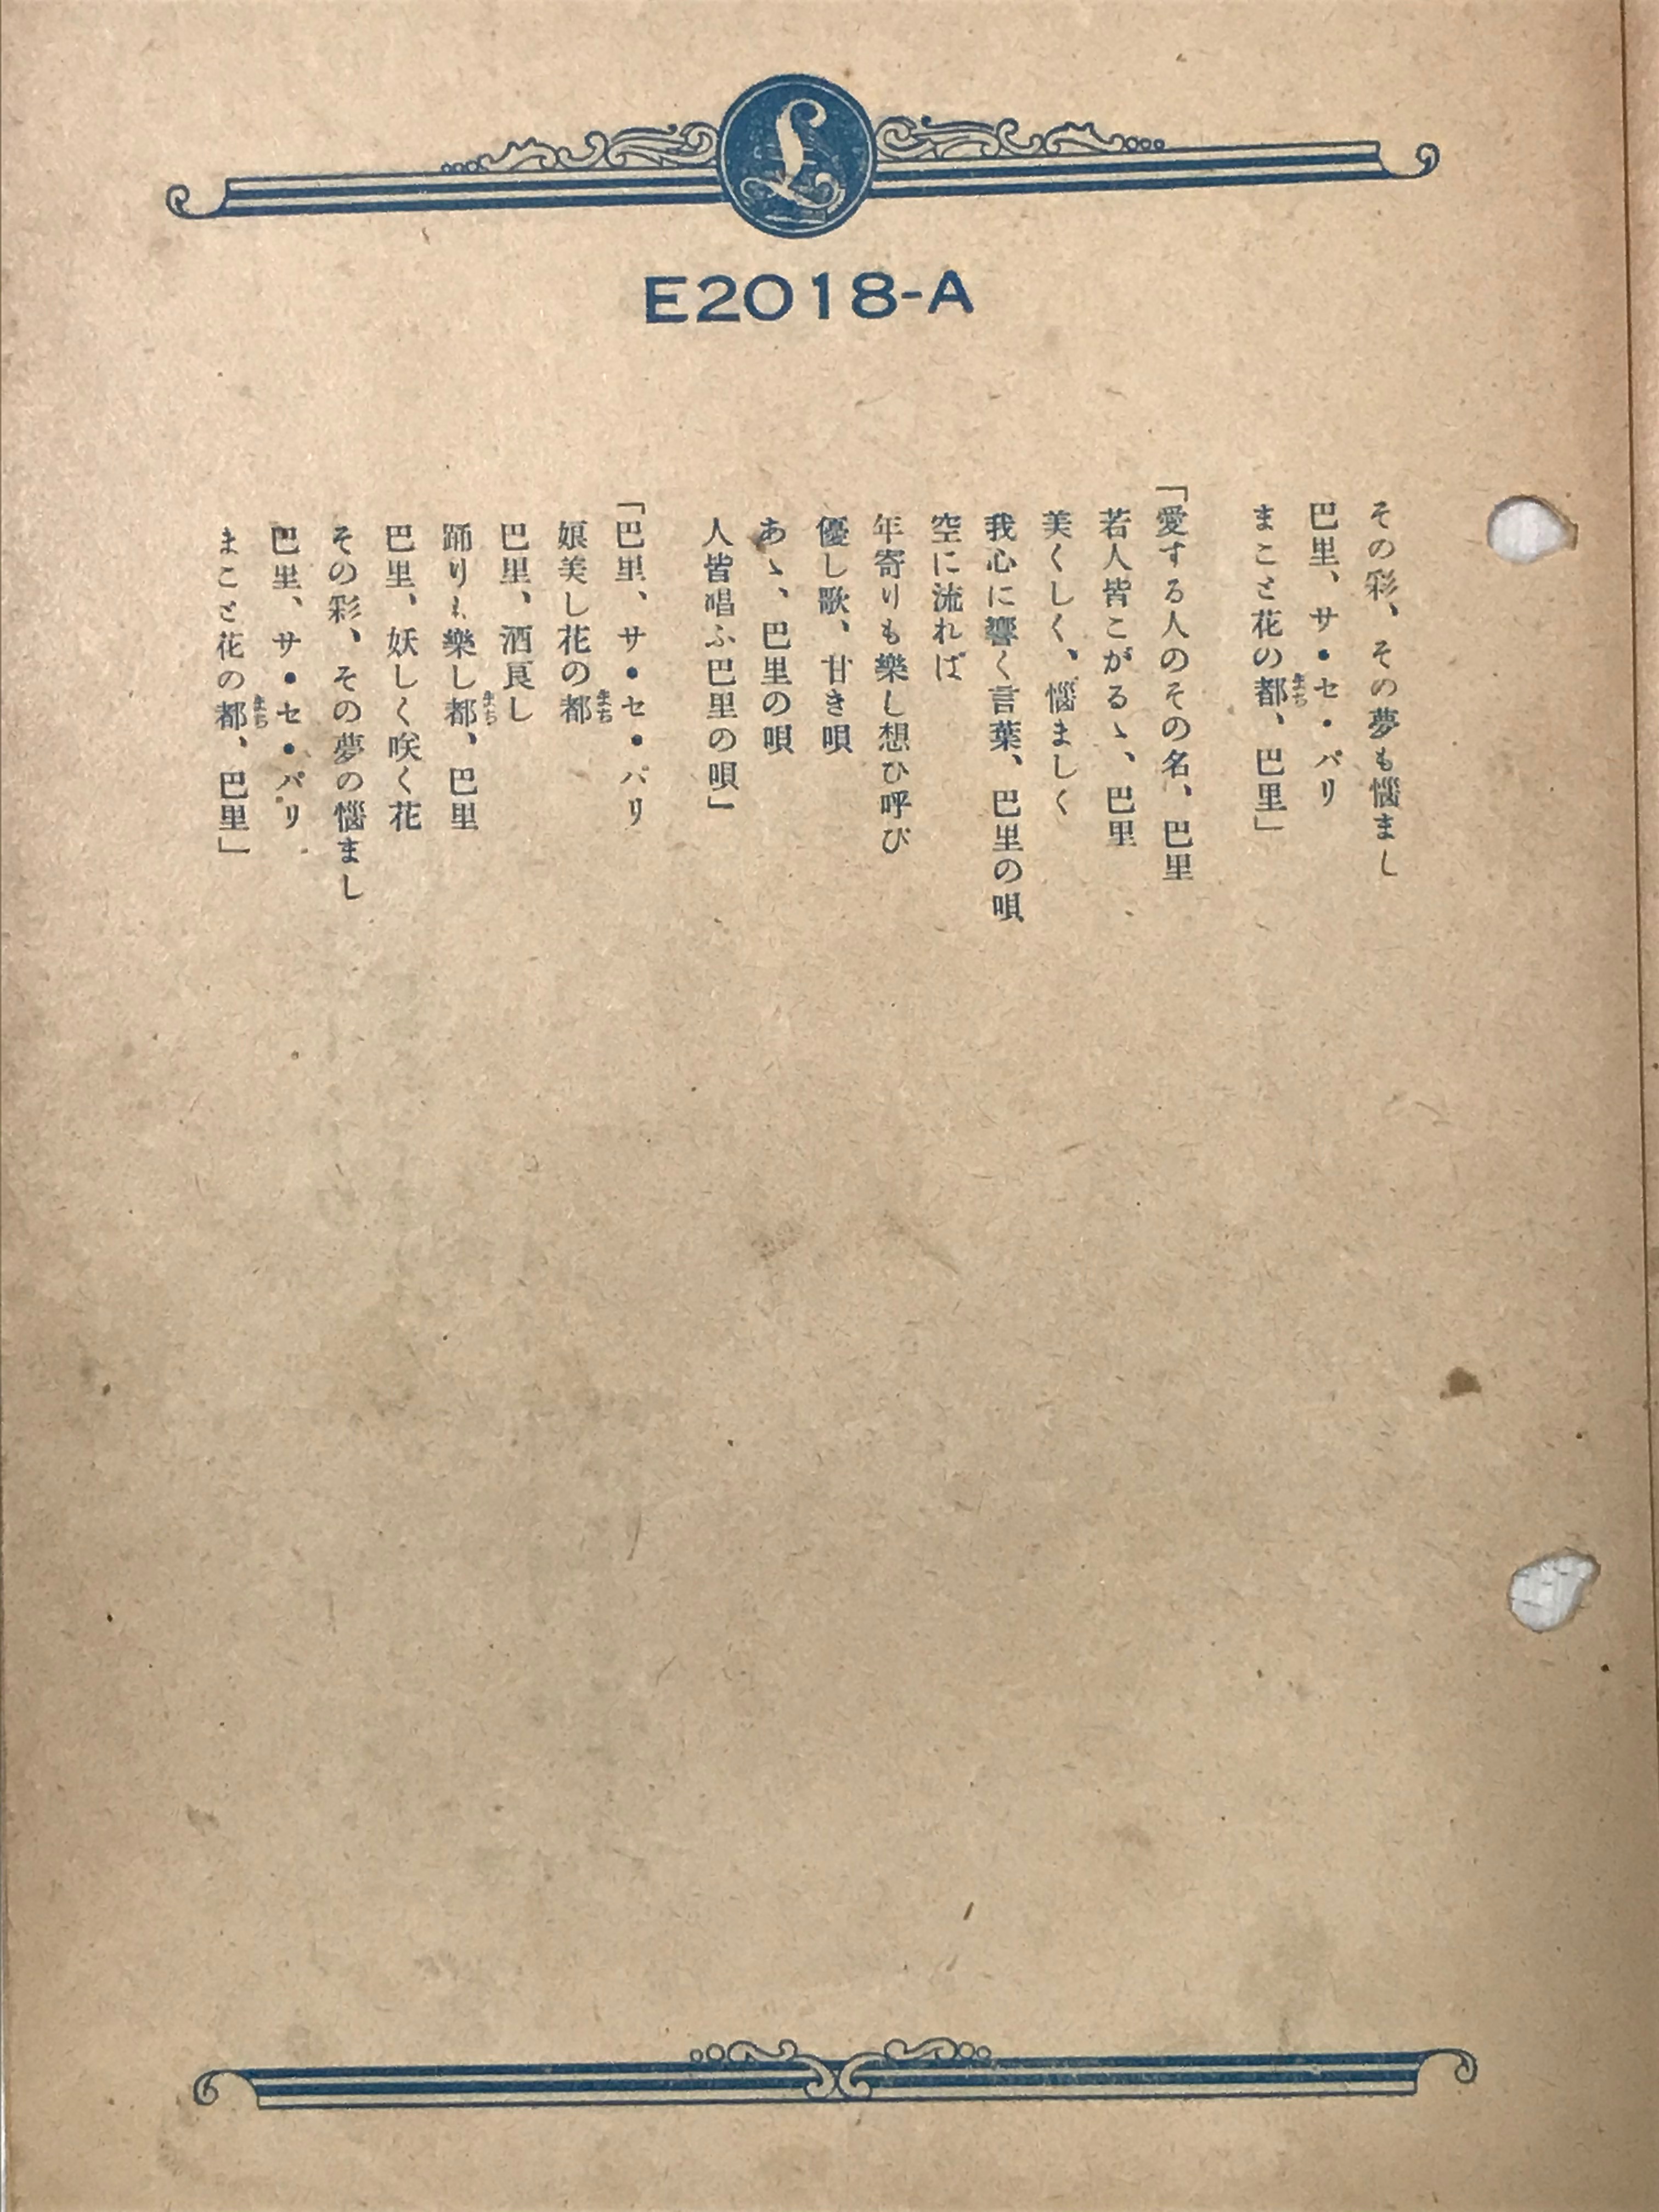 E2018-A
その彩、その夢も惱まし
巴里、サ・セ・パリ
まこと花の都、巴里」
まち
「愛する人のその名、巴里
若人皆こがるゝ、巴里
美くしく、惱ましく
我心に響く言葉、巴里の唄
空に流れば
年寄りも樂し想ひ呼び
優し歌、甘き唄
あゝ、巴里の唄
人皆唱ふ巴里の唄」
「巴里、サ・セ・パリ
娘美し花の都
まち
巴里、酒良し
踊りも樂し都、巴里
まち
巴里、妖しく咲く花
その彩、その夢の惱まし
巴里、サ・セ・パリ
まこと花の都、巴里」
まち